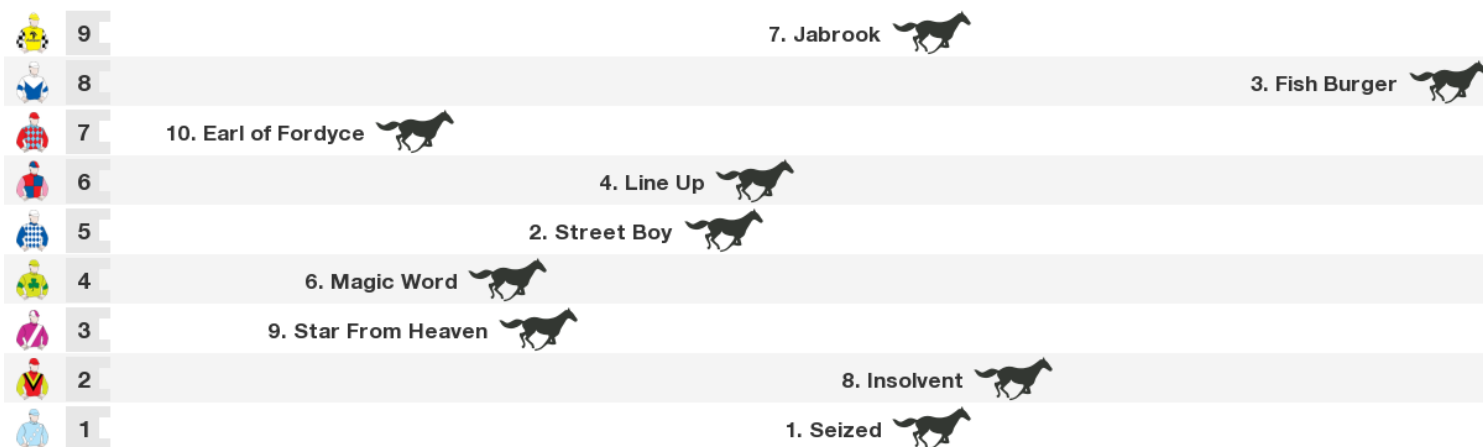 9 7. Jabrook
8 3. Fish Burger
7 10. Earl of Fordyce
6 4. Line Up
5 2. Street Boy
4 6. Magic Word
3 9. Star From Heaven
2 8. Insolvent
1 1. Seized